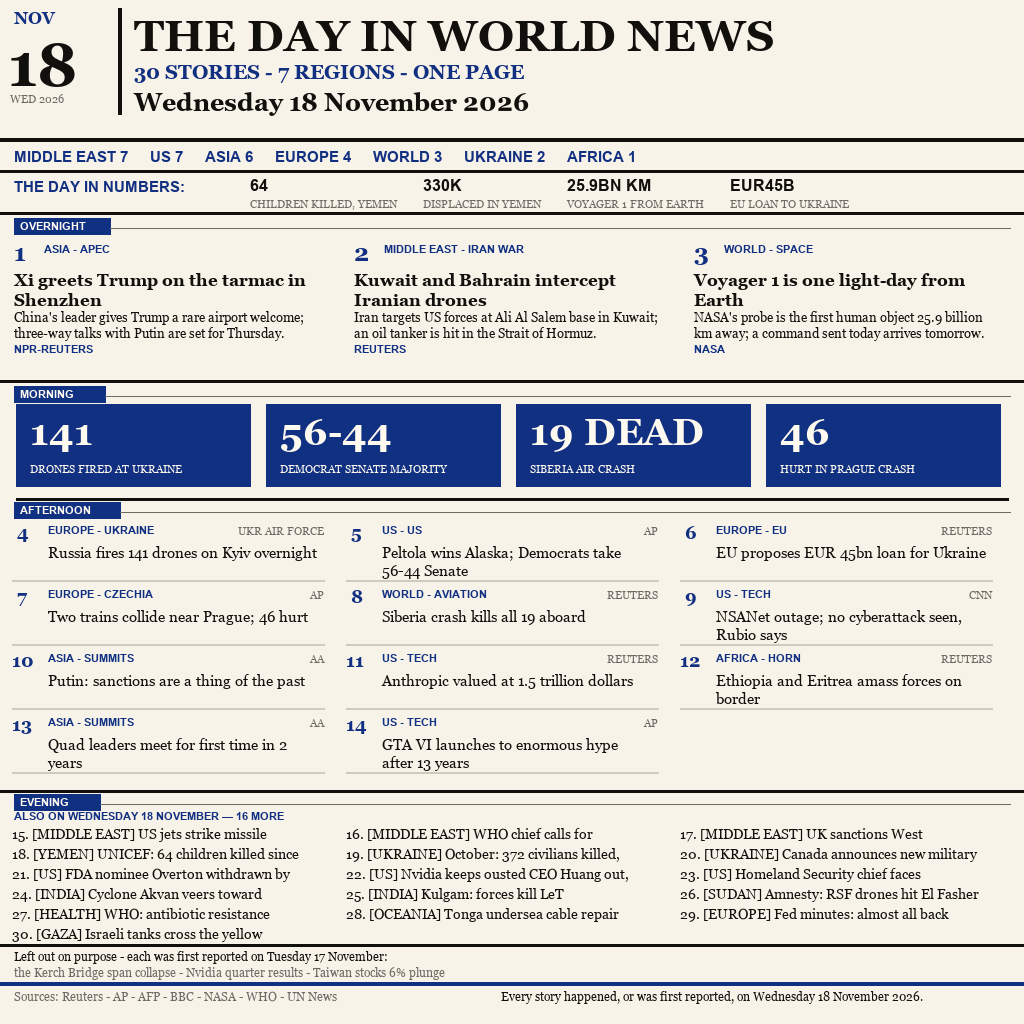 NOV
18
WED 2026
THE DAY IN WORLD NEWS
30 STORIES - 7 REGIONS - ONE PAGE
Wednesday 18 November 2026
MIDDLE EAST 7 US 7 ASIA 6 EUROPE 4 WORLD 3 UKRAINE 2 AFRICA 1
THE DAY IN NUMBERS:
64
CHILDREN KILLED, YEMEN
330K
DISPLACED IN YEMEN
25.9BN KM
VOYAGER 1 FROM EARTH
EUR45B
EU LOAN TO UKRAINE
OVERNIGHT
1 ASIA - APEC
Xi greets Trump on the tarmac in
Shenzhen
China's leader gives Trump a rare airport welcome;
three-way talks with Putin are set for Thursday.
NPR-REUTERS
2 MIDDLE EAST - IRAN WAR
Kuwait and Bahrain intercept
Iranian drones
Iran targets US forces at Ali Al Salem base in Kuwait;
an oil tanker is hit in the Strait of Hormuz.
REUTERS
3 WORLD - SPACE
Voyager 1 is one light-day from
Earth
NASA's probe is the first human object 25.9 billion
km away; a command sent today arrives tomorrow.
NASA
MORNING
141
DRONES FIRED AT UKRAINE
56-44
DEMOCRAT SENATE MAJORITY
19 DEAD
SIBERIA AIR CRASH
46
HURT IN PRAGUE CRASH
AFTERNOON
4 EUROPE - UKRAINE UKR AIR FORCE
Russia fires 141 drones on Kyiv overnight
5 US - US AP
Peltola wins Alaska; Democrats take
56-44 Senate
6 EUROPE - EU REUTERS
EU proposes EUR 45bn loan for Ukraine
7 EUROPE - CZECHIA AP
Two trains collide near Prague; 46 hurt
8 WORLD - AVIATION REUTERS
Siberia crash kills all 19 aboard
9 US - TECH CNN
NSANet outage; no cyberattack seen,
Rubio says
10 ASIA - SUMMITS AA
Putin: sanctions are a thing of the past
11 US - TECH REUTERS
Anthropic valued at 1.5 trillion dollars
12 AFRICA - HORN REUTERS
Ethiopia and Eritrea amass forces on
border
13 ASIA - SUMMITS AA
Quad leaders meet for first time in 2
years
14 US - TECH AP
GTA VI launches to enormous hype
after 13 years
EVENING
ALSO ON WEDNESDAY 18 NOVEMBER — 16 MORE
15. [MIDDLE EAST] US jets strike missile
16. [MIDDLE EAST] WHO chief calls for
17. [MIDDLE EAST] UK sanctions West
18. [YEMEN] UNICEF: 64 children killed since
19. [UKRAINE] October: 372 civilians killed,
20. [UKRAINE] Canada announces new military
21. [US] FDA nominee Overton withdrawn by
22. [US] Nvidia keeps ousted CEO Huang out,
23. [US] Homeland Security chief faces
24. [INDIA] Cyclone Akvan veers toward
25. [INDIA] Kulgam: forces kill LeT
26. [SUDAN] Amnesty: RSF drones hit El Fasher
27. [HEALTH] WHO: antibiotic resistance
28. [OCEANIA] Tonga undersea cable repair
29. [EUROPE] Fed minutes: almost all back
30. [GAZA] Israeli tanks cross the yellow
Left out on purpose - each was first reported on Tuesday 17 November:
the Kerch Bridge span collapse - Nvidia quarter results - Taiwan stocks 6% plunge
Sources: Reuters - AP - AFP - BBC - NASA - WHO - UN News
Every story happened, or was first reported, on Wednesday 18 November 2026.